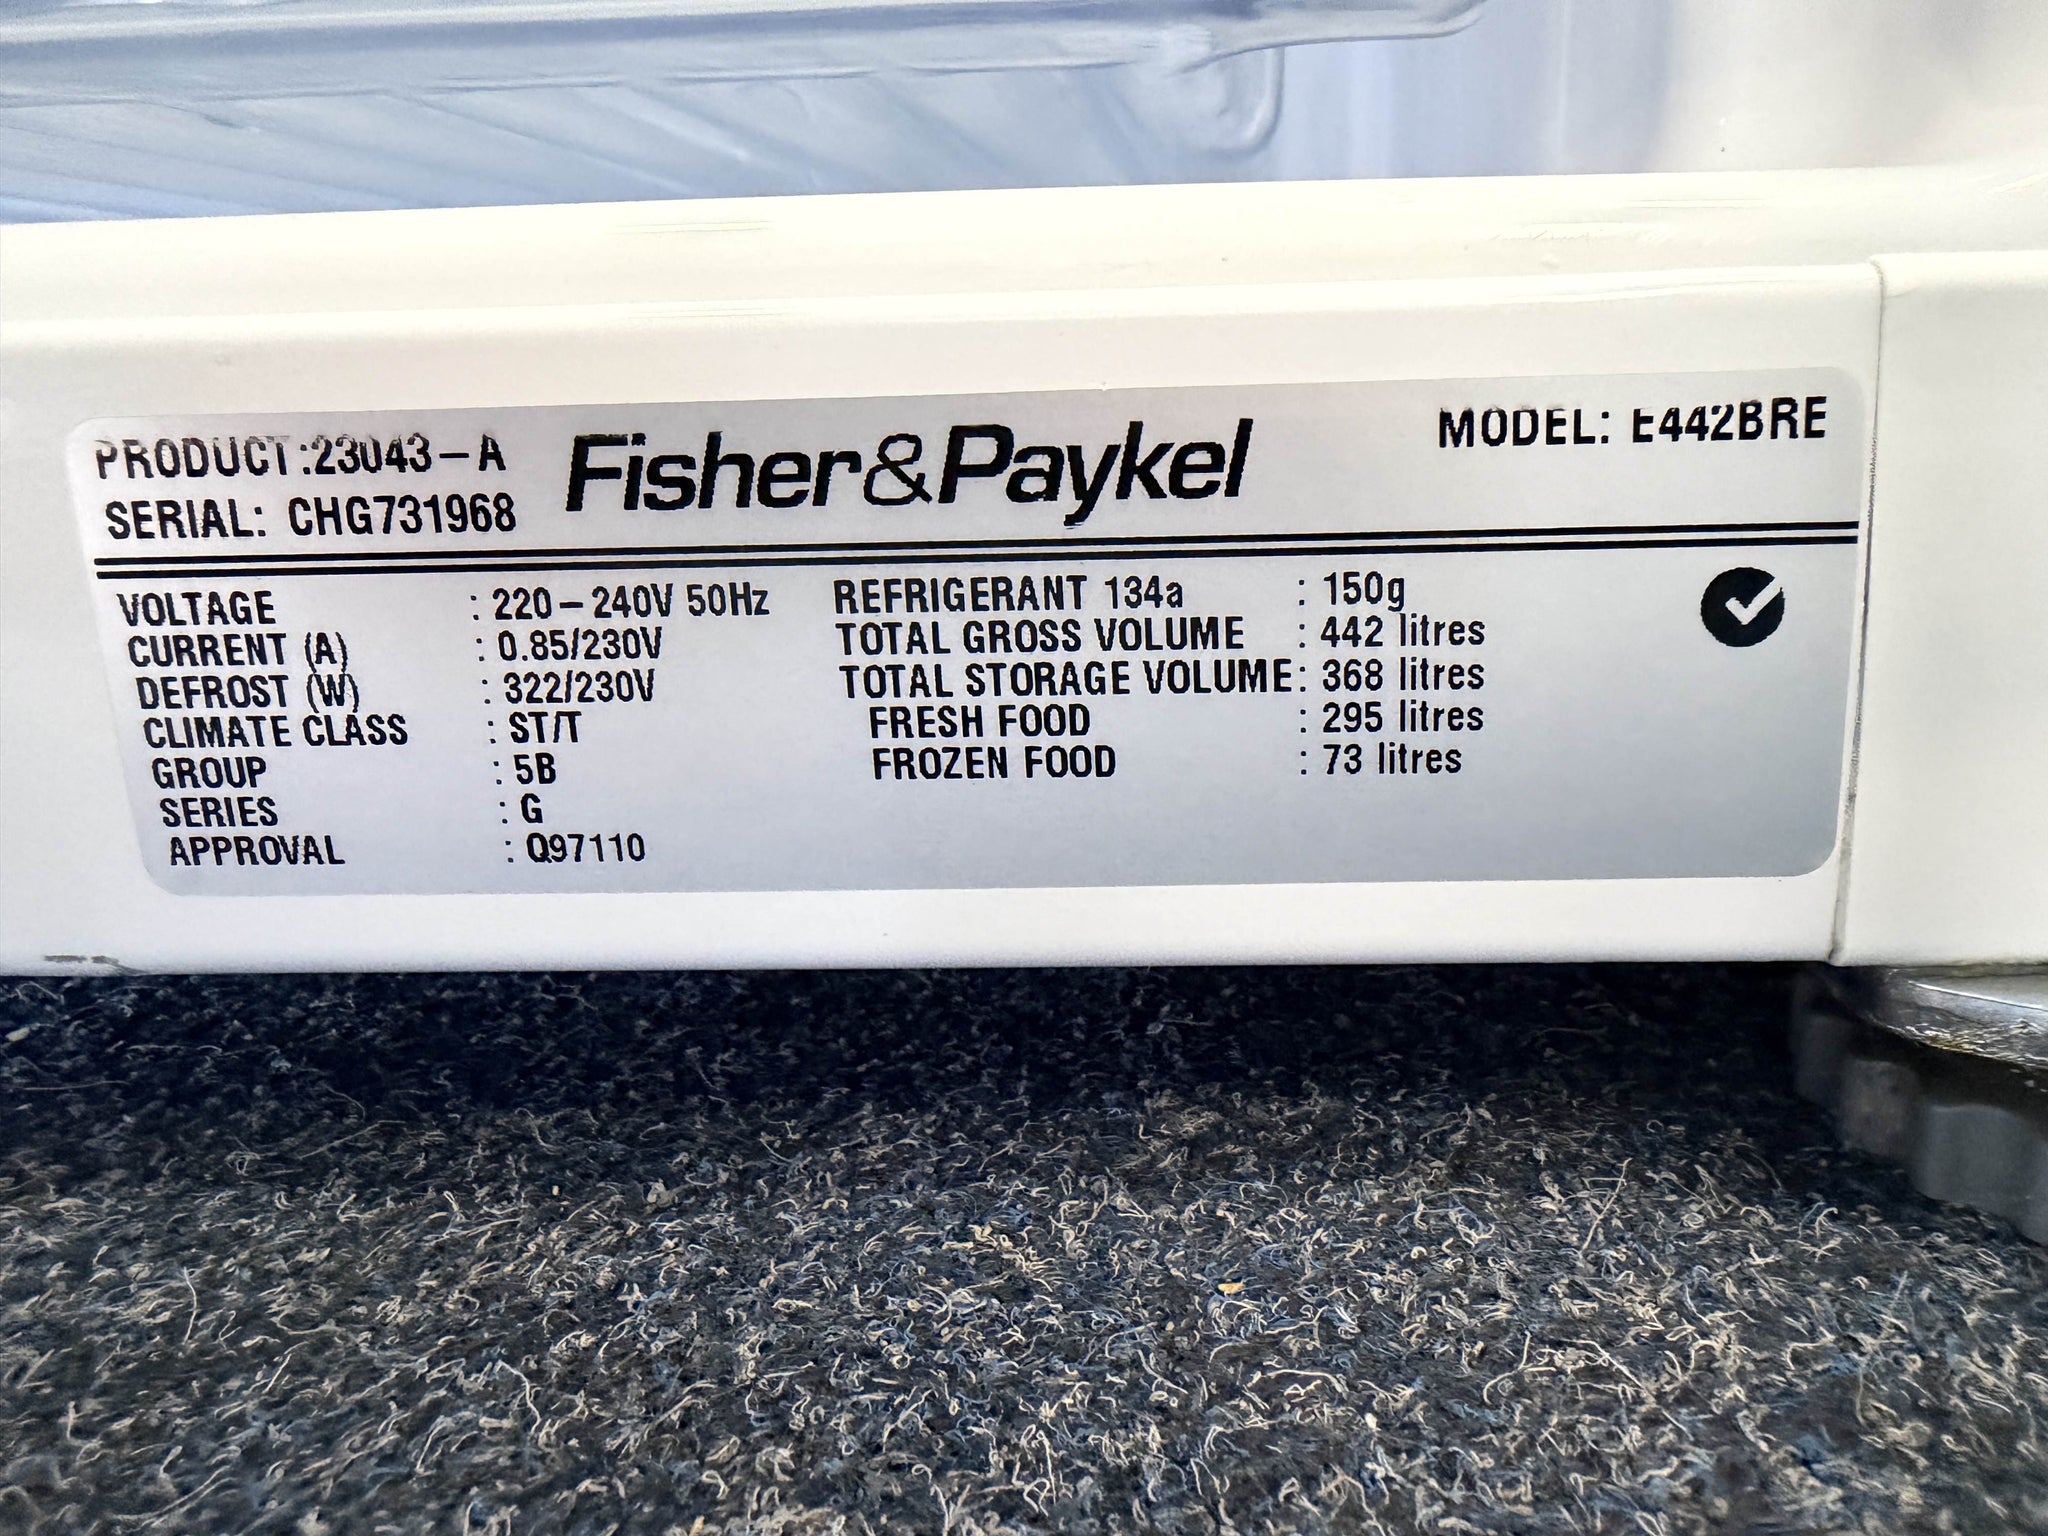 PRODUCT:23043-A
SERIAL: CHG731968
Fisher&Paykel
MODEL: E442BRE
VOLTAGE : 220-240V 50Hz
CURRENT (A) : 0.85/230V
DEFROST (W) : 322/230V
CLIMATE CLASS : ST/T
GROUP : 5B
SERIES : G
APPROVAL : Q97110
REFRIGERANT 134a : 150g
TOTAL GROSS VOLUME : 442 litres
TOTAL STORAGE VOLUME: 368 litres
FRESH FOOD : 295 litres
FROZEN FOOD : 73 litres